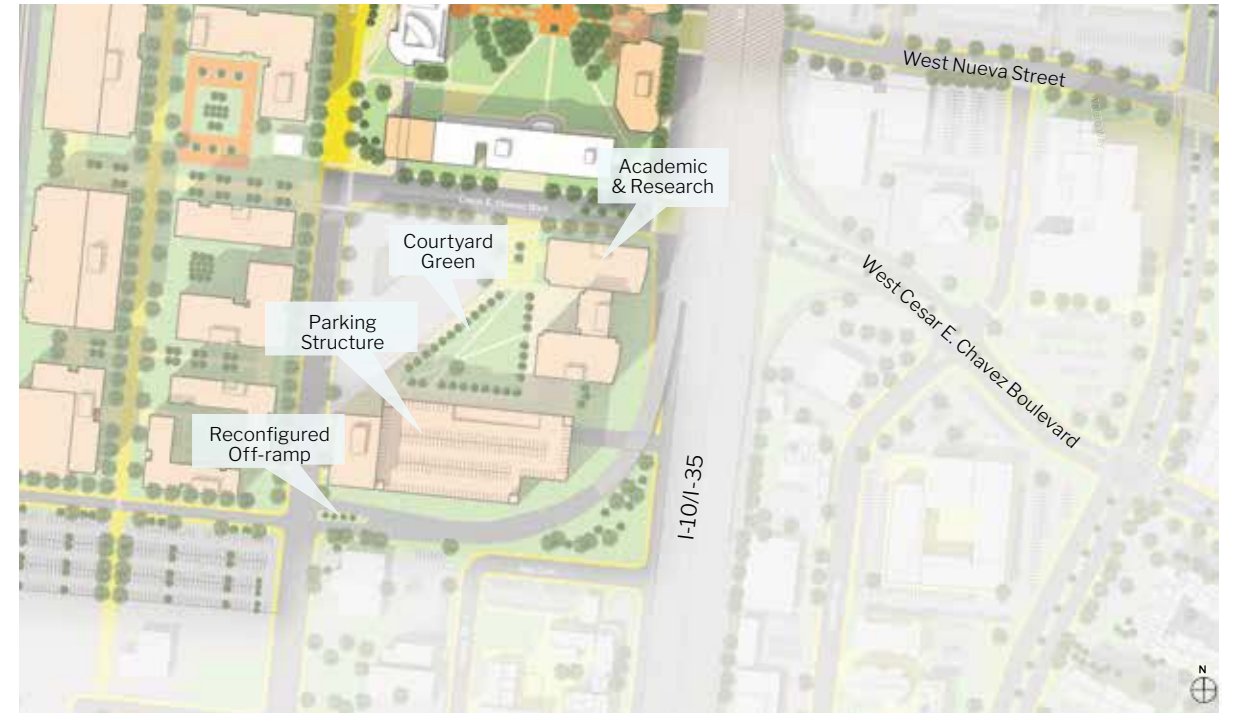 West Nueva Street
Academic
& Research
Courtyard
Green
West Cesar E. Chavez Boulevard
Parking
Structure
Reconfigured
Off-ramp
I-10/I-35
N